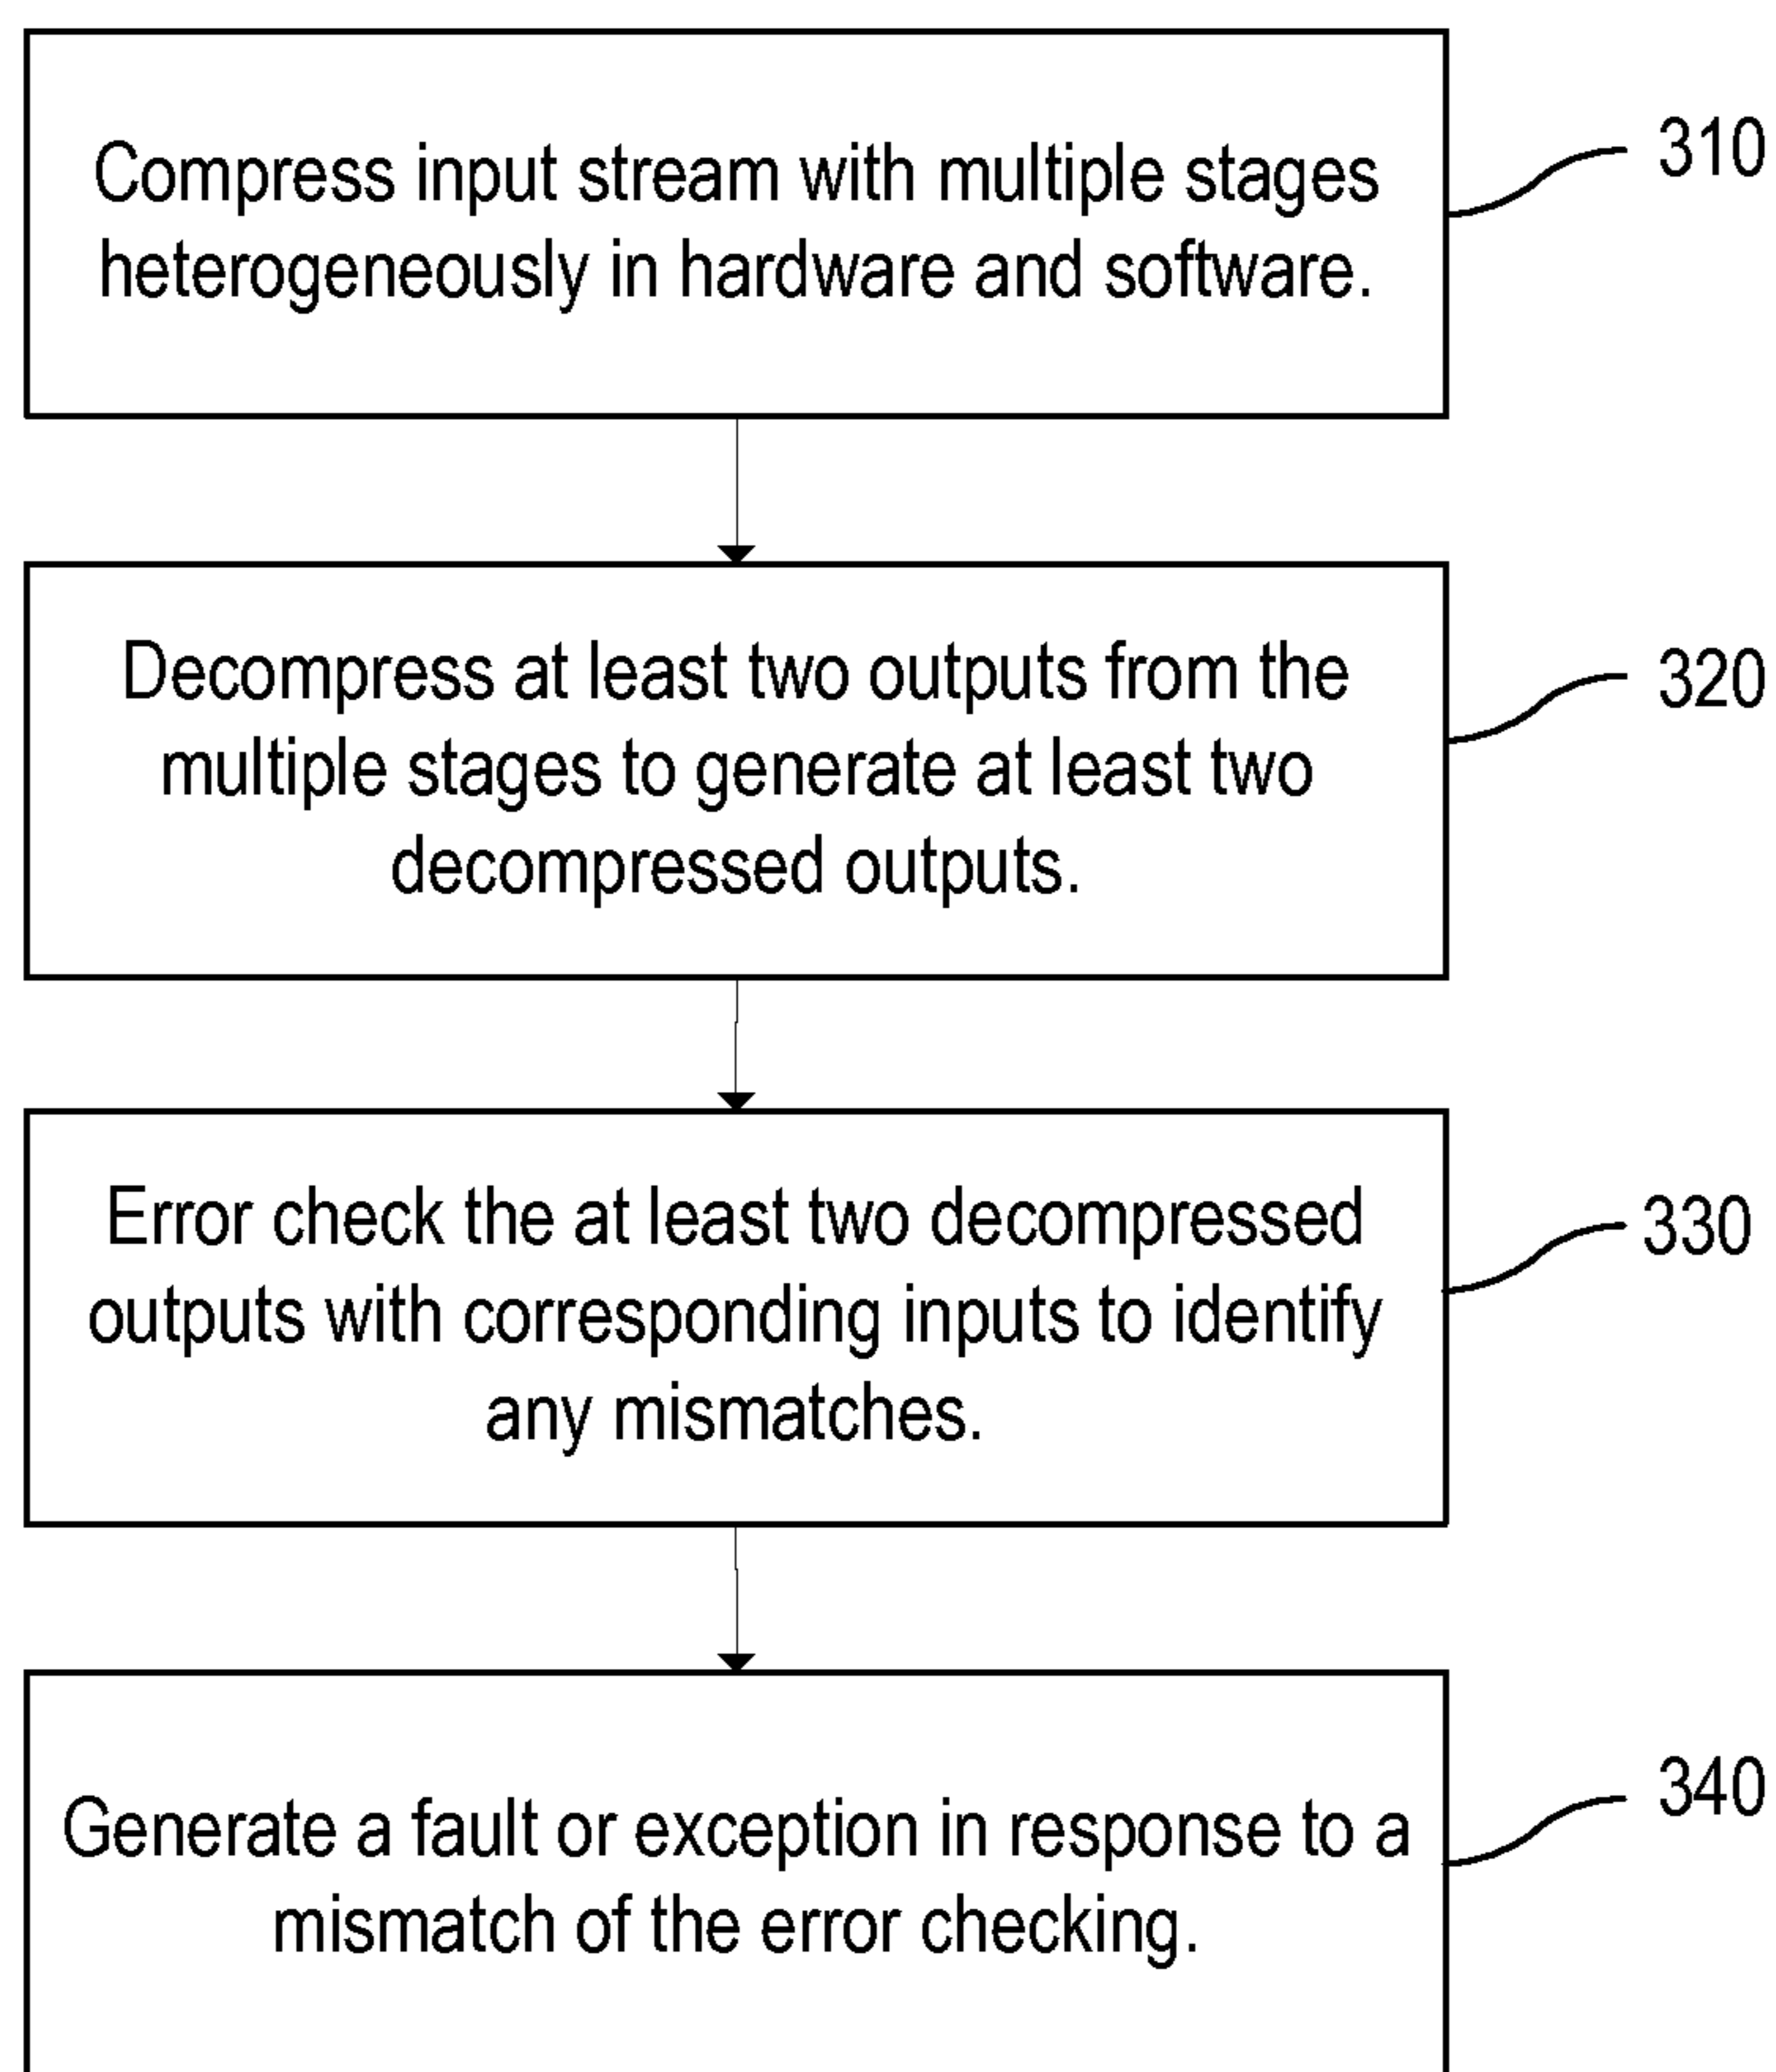 Compress input stream with multiple stages
heterogeneously in hardware and software.
310
Decompress at least two outputs from the
multiple stages to generate at least two
decompressed outputs.
320
Error check the at least two decompressed
outputs with corresponding inputs to identify
any mismatches.
330
Generate a fault or exception in response to a
mismatch of the error checking.
340